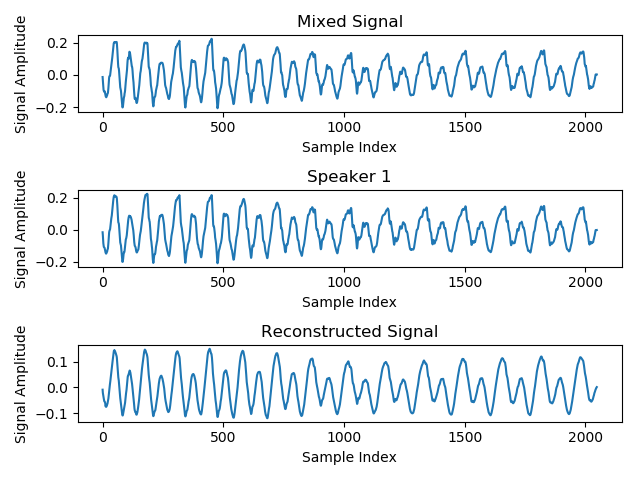 Mixed Signal
Signal Amplitude
0.2
0.0
−0.2
0 500 1000 1500 2000
Sample Index
Speaker 1
Signal Amplitude
0.2
0.0
−0.2
0 500 1000 1500 2000
Sample Index
Reconstructed Signal
Signal Amplitude
0.1
0.0
−0.1
0 500 1000 1500 2000
Sample Index